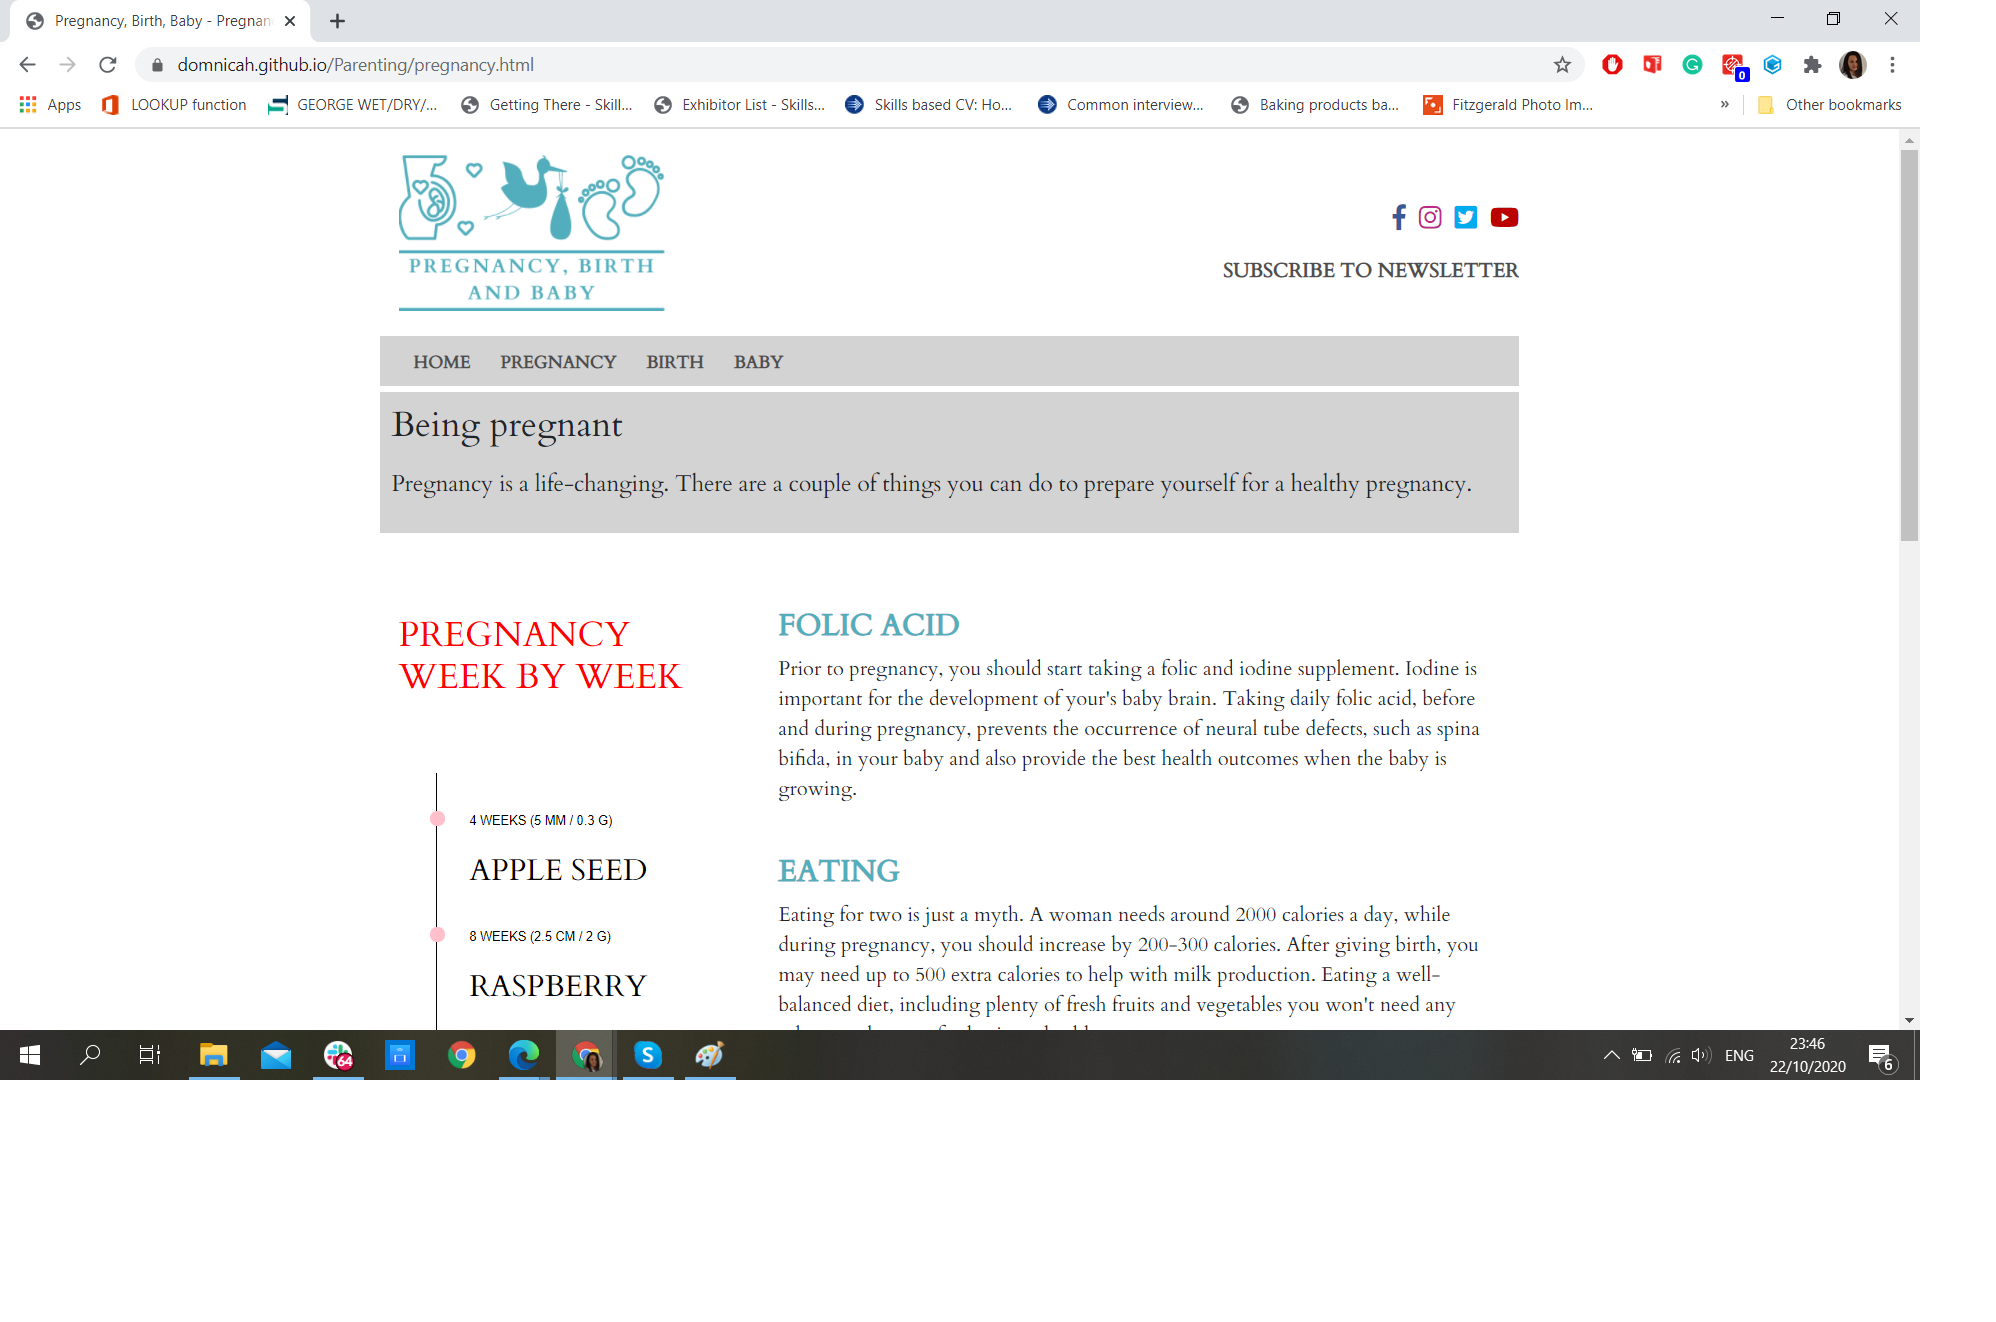 Pregnancy, Birth, Baby - Pregnan
domnicah.github.io/Parenting/pregnancy.html
0
Apps LOOKUP function GEORGE WET/DRY/... Getting There - Skill... Exhibitor List - Skills... Skills based CV: Ho... Common interview... Baking products ba... Fitzgerald Photo Im... » Other bookmarks
PREGNANCY, BIRTH
AND BABY
SUBSCRIBE TO NEWSLETTER
HOME PREGNANCY BIRTH BABY
Being pregnant
Pregnancy is a life-changing. There are a couple of things you can do to prepare yourself for a healthy pregnancy.
PREGNANCY
WEEK BY WEEK
4 WEEKS (5 MM / 0.3 G)
APPLE SEED
8 WEEKS (2.5 CM / 2 G)
RASPBERRY
FOLIC ACID
Prior to pregnancy, you should start taking a folic and iodine supplement. Iodine is
important for the development of your's baby brain. Taking daily folic acid, before
and during pregnancy, prevents the occurrence of neural tube defects, such as spina
bifida, in your baby and also provide the best health outcomes when the baby is
growing.
EATING
Eating for two is just a myth. A woman needs around 2000 calories a day, while
during pregnancy, you should increase by 200-300 calories. After giving birth, you
may need up to 500 extra calories to help with milk production. Eating a well-
balanced diet, including plenty of fresh fruits and vegetables you won't need any
64
S
ENG
23:46
22/10/2020
6